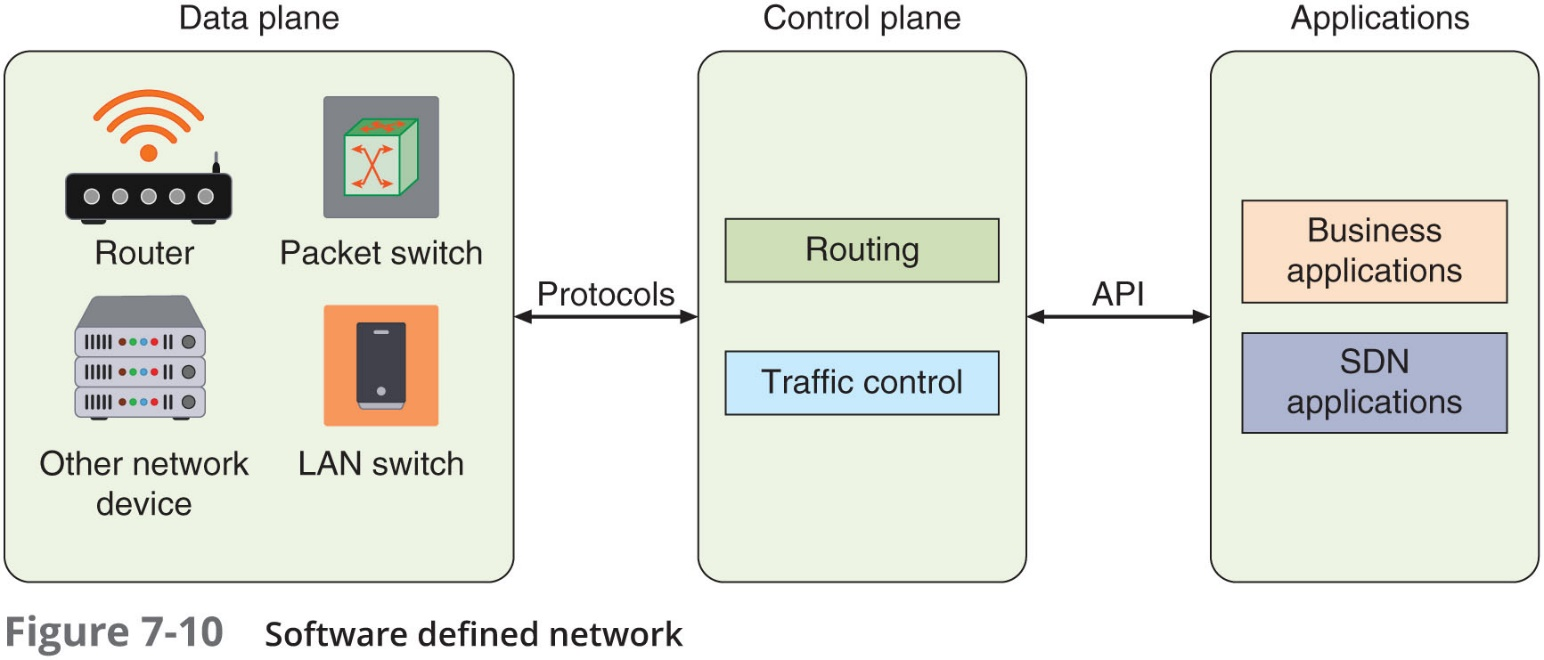 Data plane
Control plane
Applications
Router
Packet switch
Other network
device
LAN switch
Protocols
Routing
Traffic control
API
Business
applications
SDN
applications
Figure 7-10 Software defined network